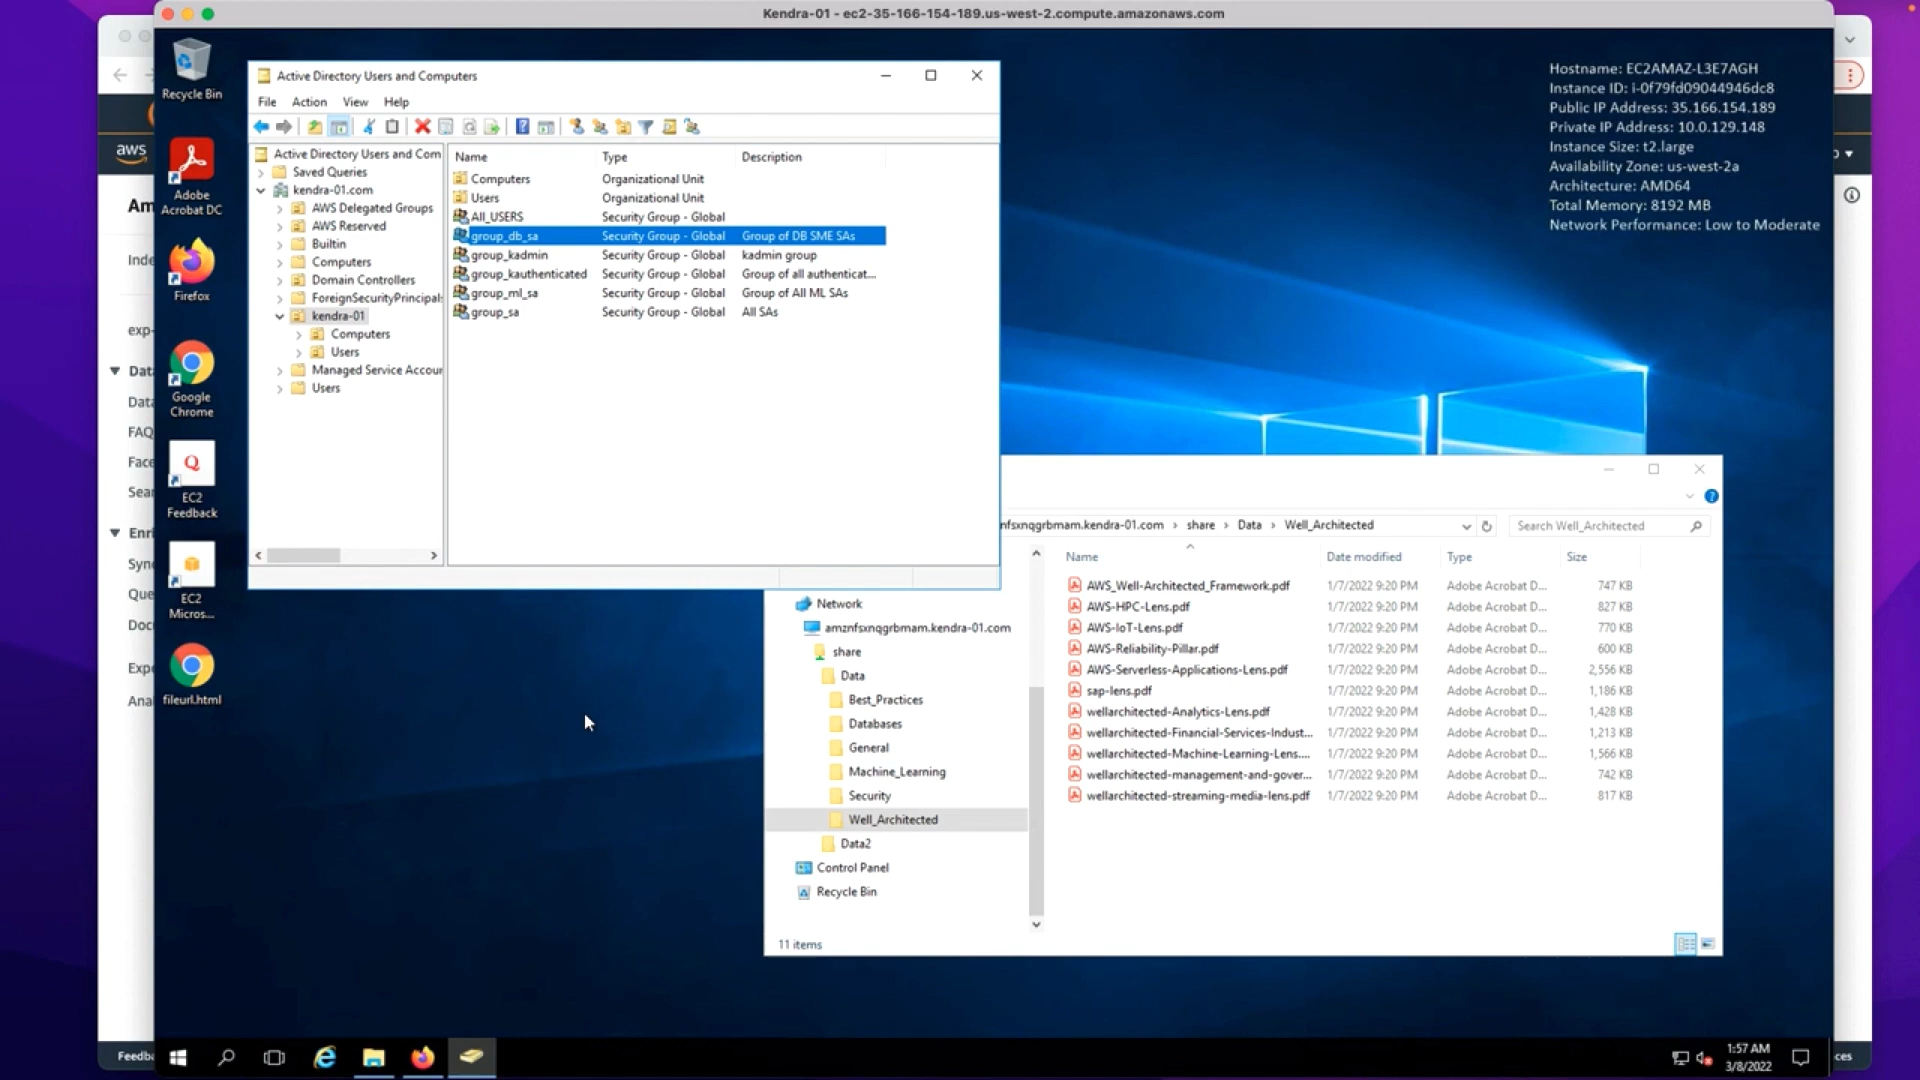 Kendra-01 - ec2-35-166-154-189.us-west-2.compute.amazonaws.com
Recycle Bin
Adobe
Acrobat DC
Firefox
Google
Chrome
EC2
Feedback
EC2
Micros...
fileurl.html
Hostname: EC2AMAZ-L3E7AGH
Instance ID: i-0f79fd09044946dc8
Public IP Address: 35.166.154.189
Private IP Address: 10.0.129.148
Instance Size: t2.large
Availability Zone: us-west-2a
Architecture: AMD64
Total Memory: 8192 MB
Network Performance: Low to Moderate
aws
Am
Inde
exp-
Data
Data
FAQ
Face
Sear
Enri
Sync
Que
Doc
Expe
Ana
Feedba
ces
Active Directory Users and Computers
File Action View Help
Active Directory Users and Com
Saved Queries
kendra-01.com
AWS Delegated Groups
AWS Reserved
Builtin
Computers
Domain Controllers
ForeignSecurityPrincipals
kendra-01
Computers
Users
Managed Service Accour
Users
Name Type Description
Computers Organizational Unit
Users Organizational Unit
All_USERS Security Group - Global
group_db_sa Security Group - Global Group of DB SME SAs
group_kadmin Security Group - Global kadmin group
group_kauthenticated Security Group - Global Group of all authenticat...
group_ml_sa Security Group - Global Group of All ML SAs
group_sa Security Group - Global All SAs
nfsxnqgrbmam.kendra-01.com > share > Data > Well_Architected
Search Well_Architected
Network
amznfsxnqgrbmam.kendra-01.com
share
Data
Best_Practices
Databases
General
Machine_Learning
Security
Well_Architected
Data2
Control Panel
Recycle Bin
Name Date modified Type Size
AWS_Well-Architected_Framework.pdf 1/7/2022 9:20 PM Adobe Acrobat D... 747 KB
AWS-HPC-Lens.pdf 1/7/2022 9:20 PM Adobe Acrobat D... 827 KB
AWS-IoT-Lens.pdf 1/7/2022 9:20 PM Adobe Acrobat D... 770 KB
AWS-Reliability-Pillar.pdf 1/7/2022 9:20 PM Adobe Acrobat D... 600 KB
AWS-Serverless-Applications-Lens.pdf 1/7/2022 9:20 PM Adobe Acrobat D... 2,556 KB
sap-lens.pdf 1/7/2022 9:20 PM Adobe Acrobat D... 1,186 KB
wellarchitected-Analytics-Lens.pdf 1/7/2022 9:20 PM Adobe Acrobat D... 1,428 KB
wellarchitected-Financial-Services-Indust... 1/7/2022 9:20 PM Adobe Acrobat D... 1,213 KB
wellarchitected-Machine-Learning-Lens.... 1/7/2022 9:20 PM Adobe Acrobat D... 1,566 KB
wellarchitected-management-and-gover... 1/7/2022 9:20 PM Adobe Acrobat D... 742 KB
wellarchitected-streaming-media-lens.pdf 1/7/2022 9:20 PM Adobe Acrobat D... 817 KB
11 items
1:57 AM
3/8/2022